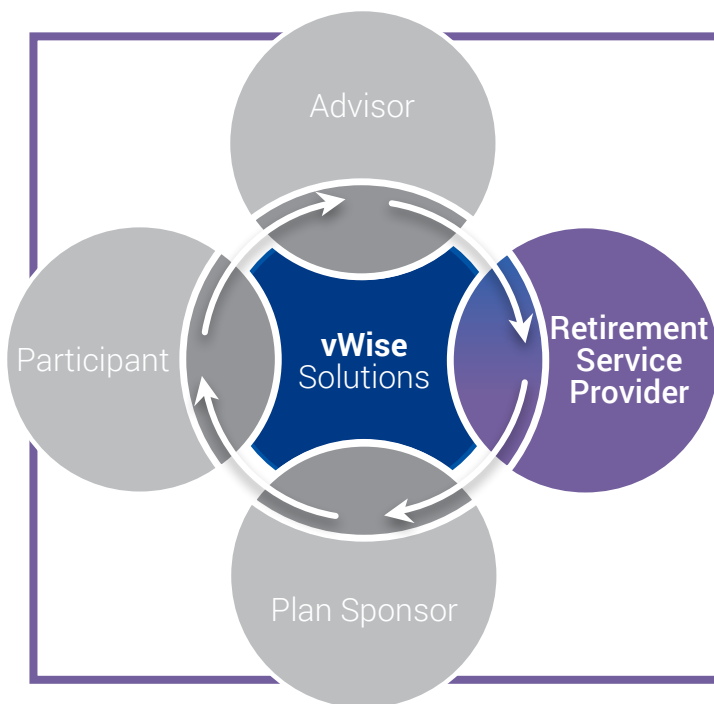 Advisor
Participant
vWise
Solutions
Retirement
Service
Provider
Plan Sponsor